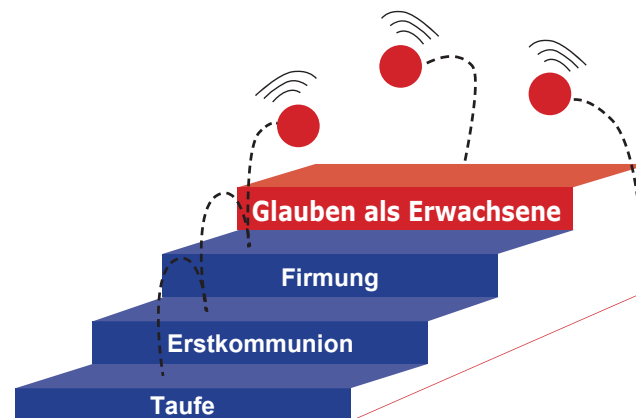 Glauben als Erwachsene
Firmung
Erstkommunion
Taufe